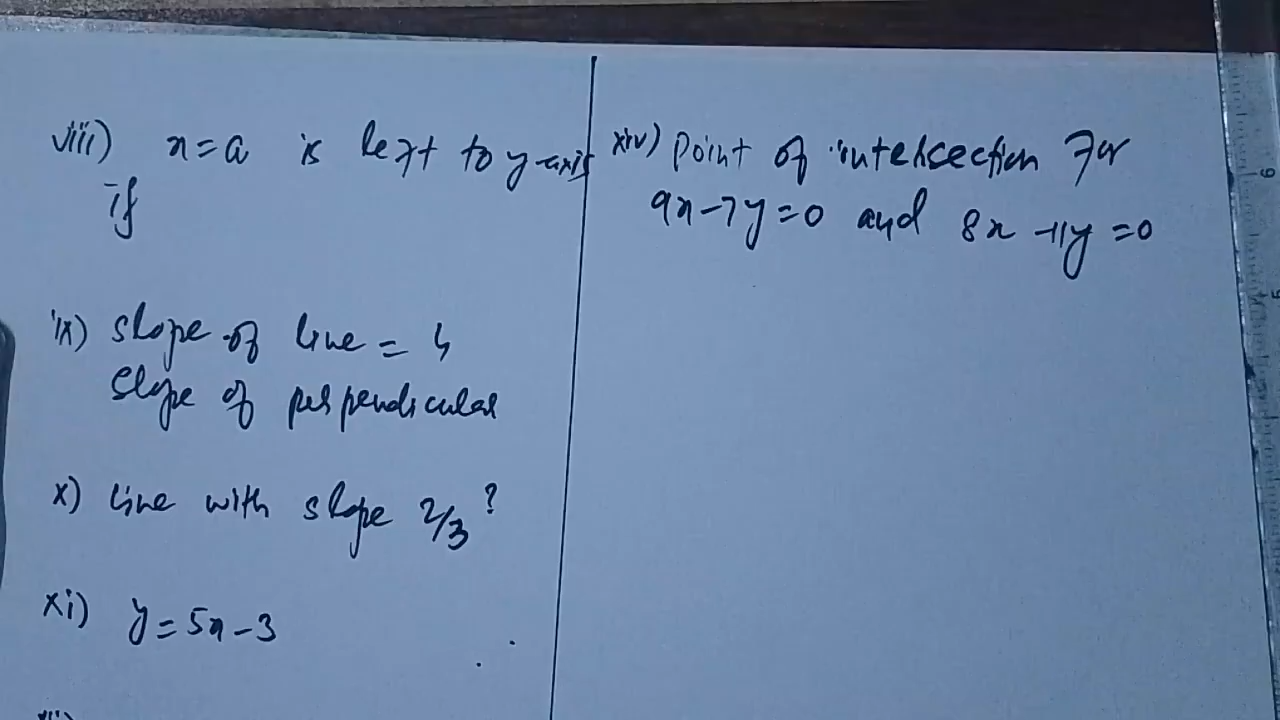 viii) x=a is left to y-axis
if
ix) slope of line = 4
slope of perpendicular
x) line with slope 2/3?
xi) y=5x-3
xiv) Point of intersection for
9x-7y=0 and 8x-11y=0